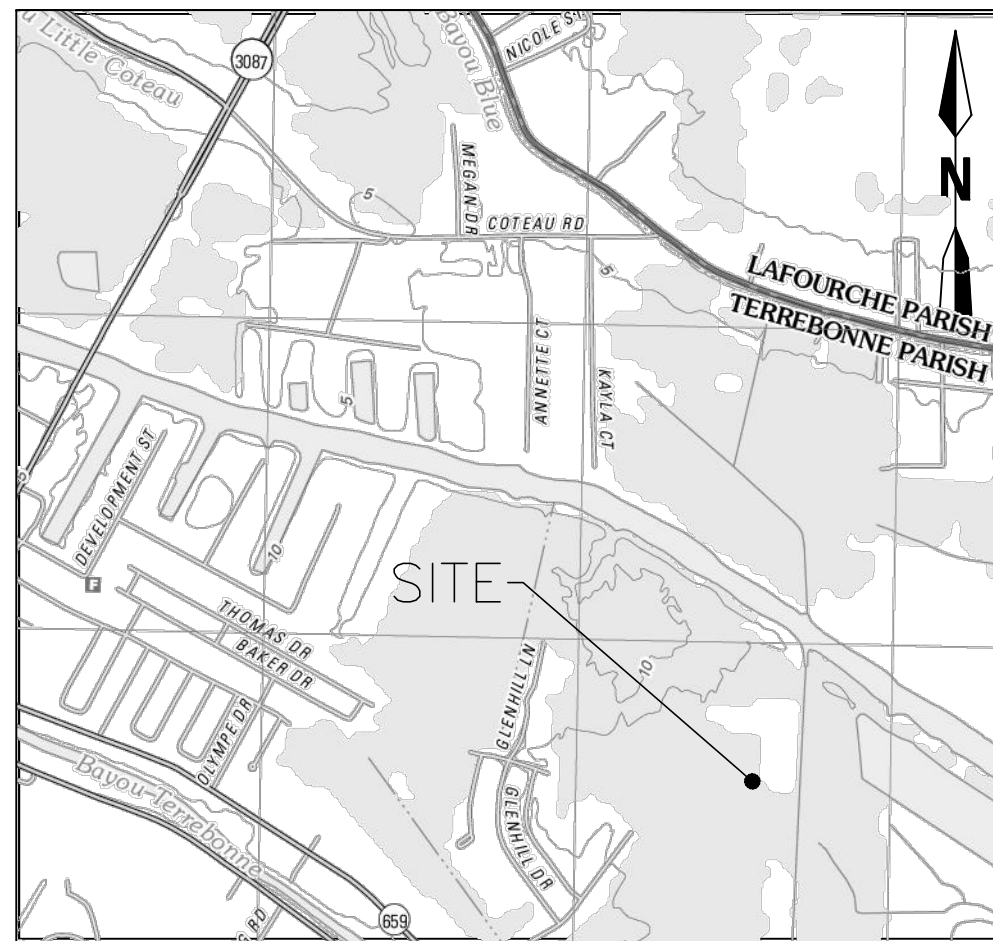 u Little Coteau
3087
Bayou Blue
NICOLE ST
N
5
MEGAN DR
COTEAU RD
5
LAFOURCHE PARISH
TERREBONNE PARISH
ANNETTE CT
KAYLA CT
5
DEVELOPMENT ST
10
F
SITE
THOMAS DR
BAKER DR
GLENHILL LN
10
OLYMPE DR
Bayou Terrebonne
GLENHILL DR
659
G RD